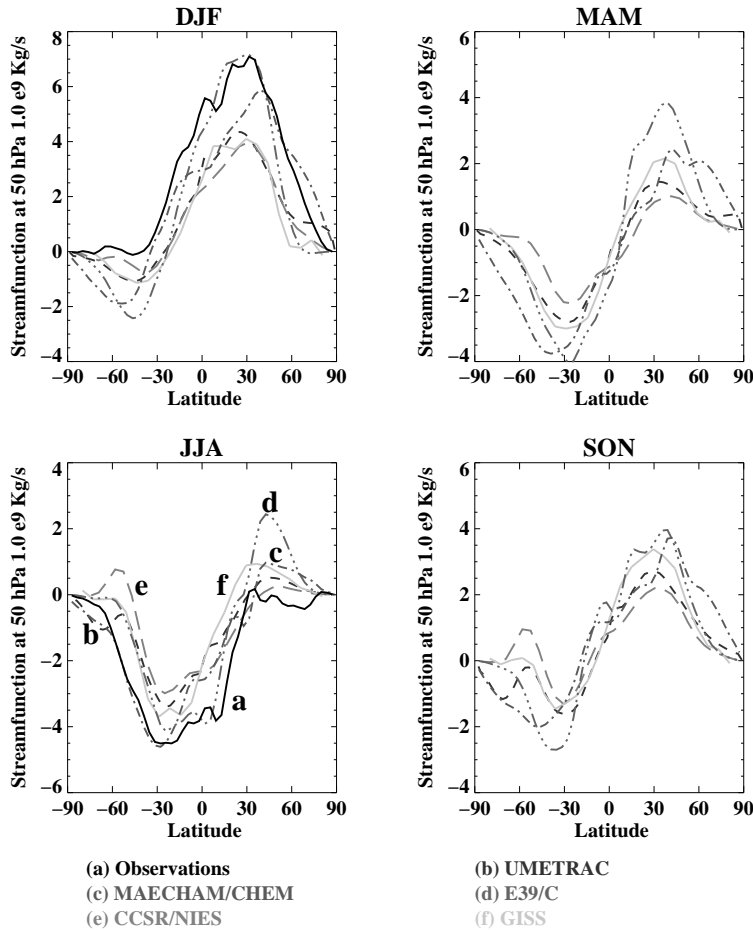 DJF
MAM
Streamfunction at 50 hPa 1.0 e9 Kg/s
8
6
4
2
0
−2
−4
−90 −60 −30 0 30 60 90
Latitude
Streamfunction at 50 hPa 1.0 e9 Kg/s
6
4
2
0
−2
−4
−90 −60 −30 0 30 60 90
Latitude
JJA
SON
Streamfunction at 50 hPa 1.0 e9 Kg/s
4
2
0
−2
−4
−6
−90 −60 −30 0 30 60 90
Latitude
d
c
e
f
b
a
Streamfunction at 50 hPa 1.0 e9 Kg/s
6
4
2
0
−2
−4
−90 −60 −30 0 30 60 90
Latitude
(a) Observations
(b) UMETRAC
(c) MAECHAM/CHEM
(d) E39/C
(e) CCSR/NIES
(f) GISS